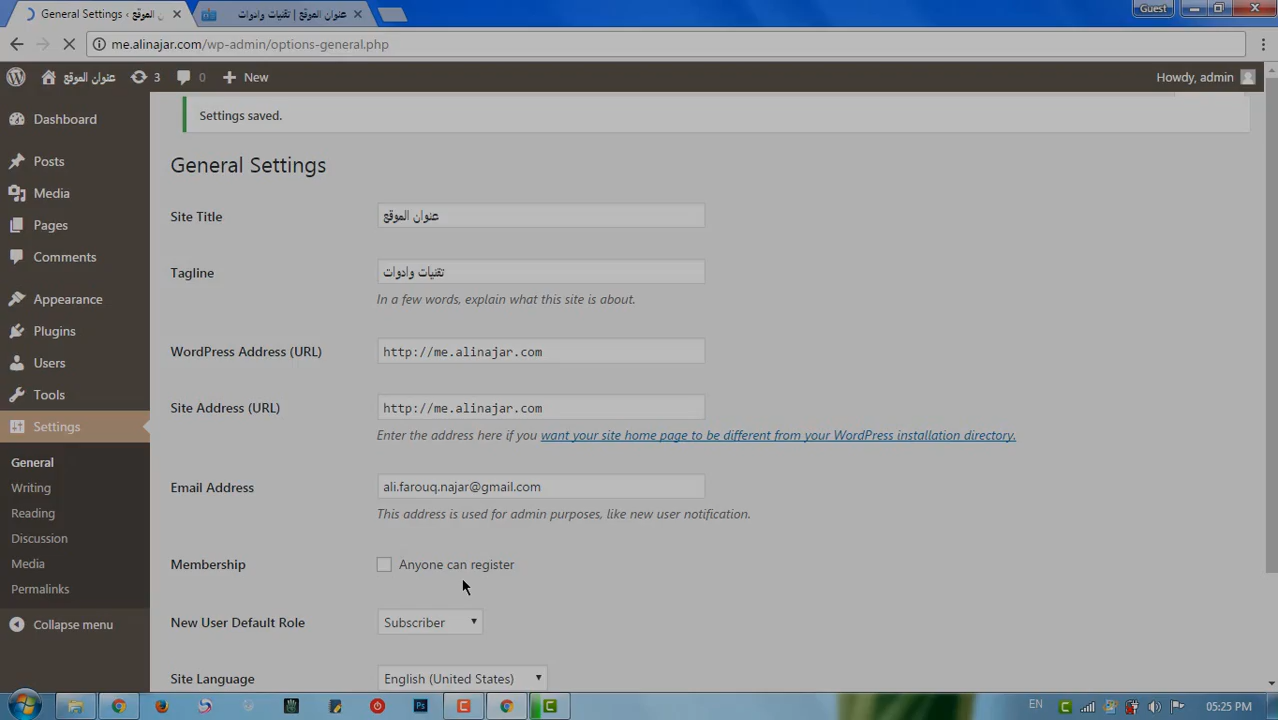 General Settings ‹ عنوان الموقع
عنوان الموقع | تقنيات وادوات
Guest
me.alinajar.com/wp-admin/options-general.php
عنوان الموقع
3
0
New
Howdy, admin
Dashboard
Posts
Media
Pages
Comments
Appearance
Plugins
Users
Tools
Settings
General
Writing
Reading
Discussion
Media
Permalinks
Collapse menu
Settings saved.
General Settings
Site Title
عنوان الموقع
Tagline
تقنيات وادوات
In a few words, explain what this site is about.
WordPress Address (URL)
http://me.alinajar.com
Site Address (URL)
http://me.alinajar.com
Enter the address here if you want your site home page to be different from your WordPress installation directory.
Email Address
ali.farouq.najar@gmail.com
This address is used for admin purposes, like new user notification.
Membership
Anyone can register
New User Default Role
Subscriber
Site Language
English (United States)
Ps
EN
05:25 PM